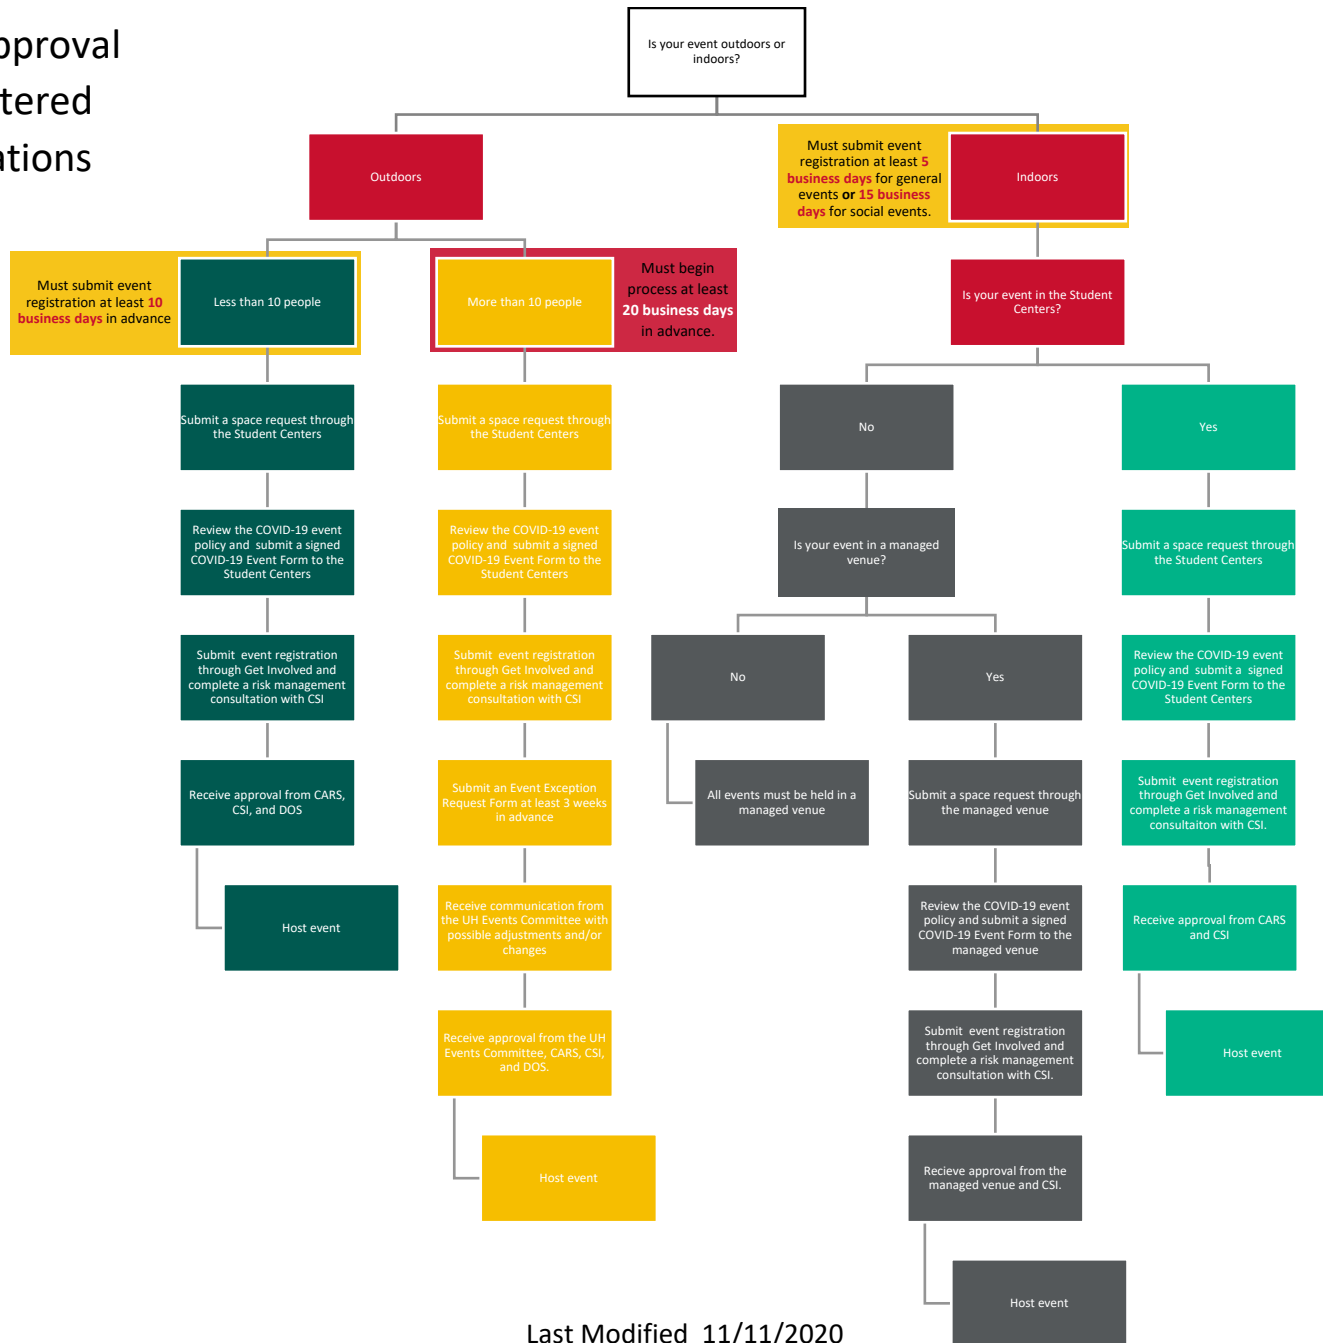 pproval
tered
ations
Is your event outdoors or
indoors?
Outdoors
Must submit event
registration at least 5
business days for general
events or 15 business
days for social events.
Indoors
Must submit event
registration at least 10
business days in advance
Less than 10 people
More than 10 people
Must begin
process at least
20 business days
in advance.
Is your event in the Student
Centers?
Submit a space request through
the Student Centers
Submit a space request through
the Student Centers
No
Yes
Review the COVID-19 event
policy and  submit a signed
COVID-19 Event Form to the
Student Centers
Review the COVID-19 event
policy and  submit a signed
COVID-19 Event Form to the
Student Centers
Is your event in a managed
venue?
Submit a space request through
the Student Centers
Submit  event registration
through Get Involved and
complete a risk management
consultation with CSI
Submit  event registration
through Get Involved and
complete a risk management
consultation with CSI
No
Yes
Review the COVID-19 event
policy and  submit a  signed
COVID-19 Event Form to the
Student Centers
Receive approval from CARS,
CSI, and DOS
Submit an Event Exception
Request Form at least 3 weeks
in advance
All events must be held in a
managed venue
Submit a space request through
the managed venue
Submit  event registration
through Get Involved and
complete a risk management
consultaiton with CSI.
Host event
Receive communication from
the UH Events Committee with
possible adjustments and/or
changes
Review the COVID-19 event
policy and submit a signed
COVID-19 Event Form to the
managed venue
Receive approval from CARS
and CSI
Receive approval from the UH
Events Committee, CARS, CSI,
and DOS.
Submit  event registration
through Get Involved and
complete a risk management
consultation with CSI.
Host event
Host event
Recieve approval from the
managed venue and CSI.
Host event
Last Modified  11/11/2020